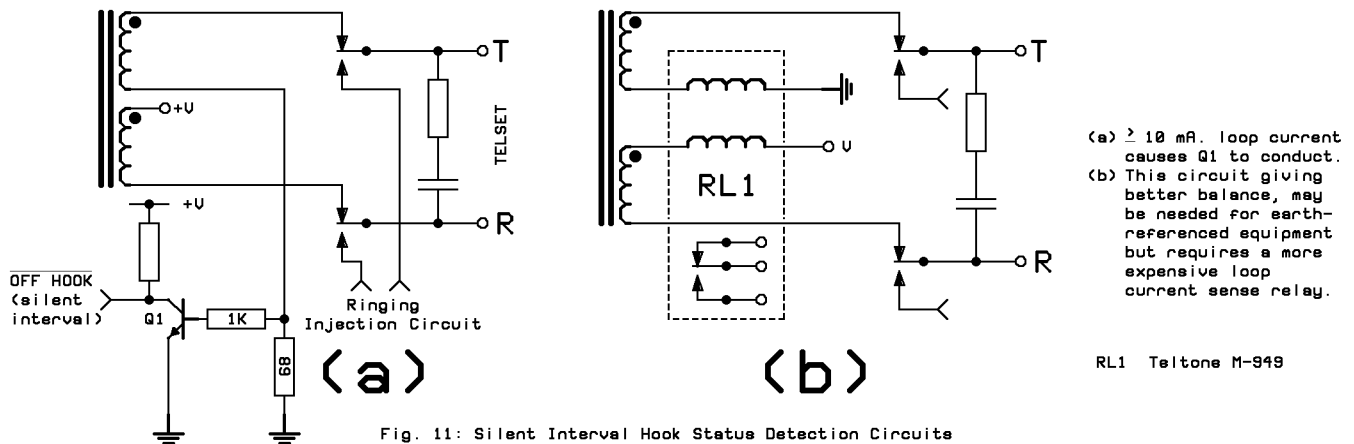 T
+V
TELSET
+V
R
OFF HOOK
(silent
interval)
Q1
1K
68
Ringing
Injection Circuit
(a)
T
V
RL1
R
(b)
(a) ≥ 10 mA. loop current
causes Q1 to conduct.
(b) This circuit giving
better balance, may
be needed for earth-
referenced equipment
but requires a more
expensive loop
current sense relay.
RL1 Teltone M-949
Fig. 11: Silent Interval Hook Status Detection Circuits